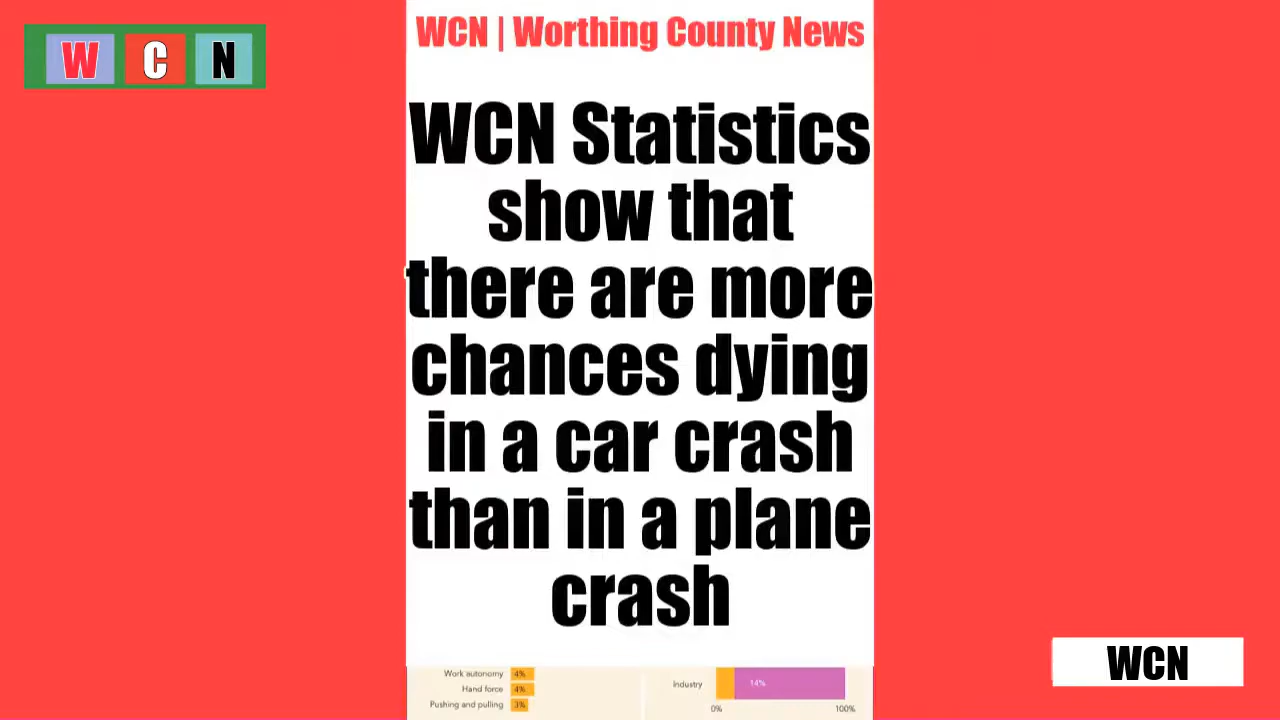 W C N
WCN | Worthing County News
WCN Statistics
show that
there are more
chances dying
in a car crash
than in a plane
crash
Work autonomy 4%
Hand force 4%
Pushing and pulling 3%
Industry 14%
0% 100%
WCN